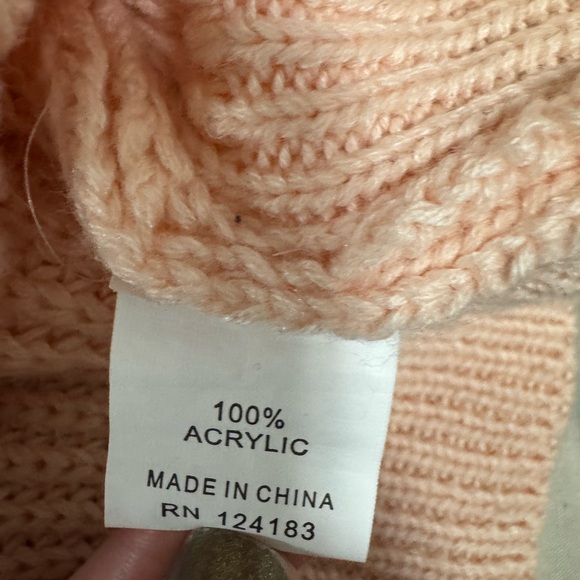 100%
ACRYLIC
MADE IN CHINA
RN 124183